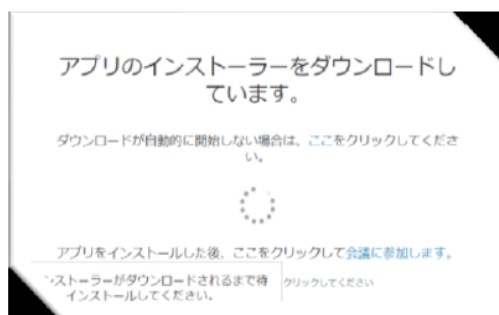 アプリのインストーラーをダウンロードし
ています。
ダウンロードが自動的に開始しない場合は、ここをクリックしてくださ
い。
アプリをインストールした後、ここをクリックして会議に参加します。
ストーラーがダウンロードされるまで待
クリックしてください
インストールしてください。